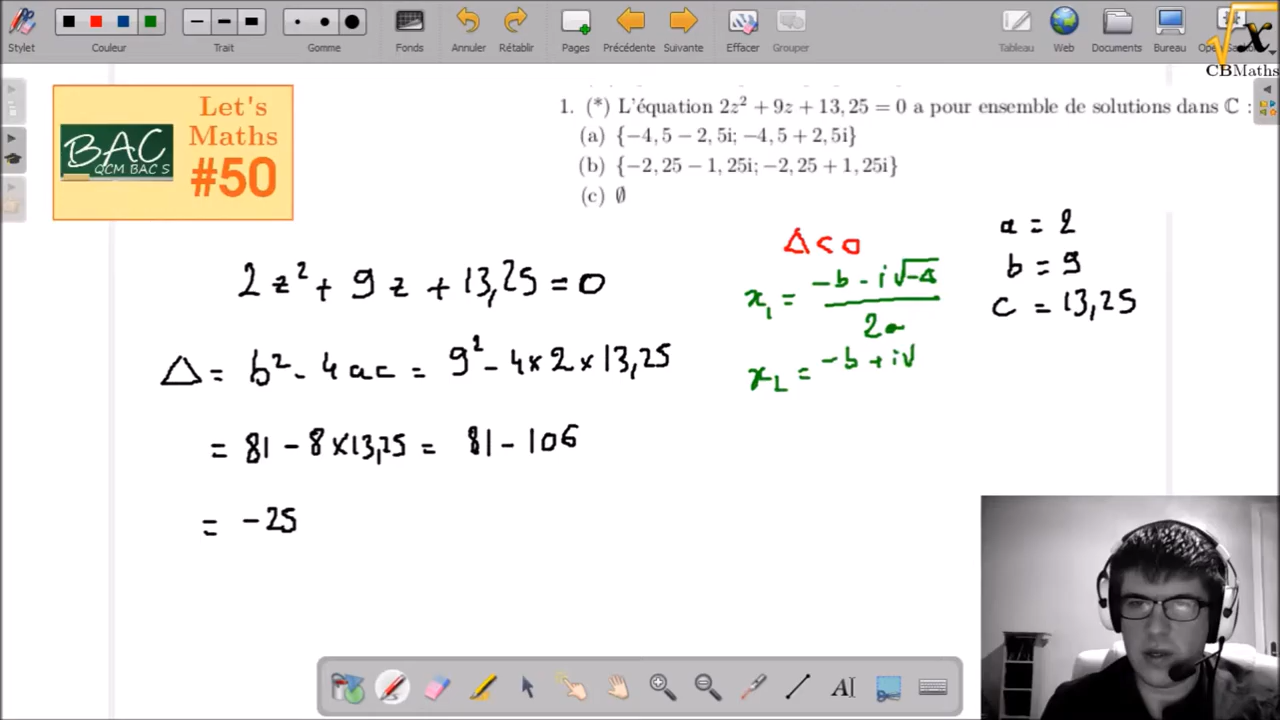 Stylet Couleur Trait Gomme Fonds Annuler Rétablir Pages Précédente Suivante Effacer Grouper Tableau Web Documents Bureau
CBMaths
Let's
Maths
#50
BAC
QCM BAC S
1. (*) L'équation 2z² + 9z + 13,25 = 0 a pour ensemble de solutions dans ℂ :
(a) {−4,5 − 2,5i; −4,5 + 2,5i}
(b) {−2,25 − 1,25i; −2,25 + 1,25i}
(c) ∅
a = 2
b = 9
c = 13,25
Δ < 0
x₁ = (-b - i√-Δ) / 2a
x₂ = -b + i√
2z² + 9z + 13,25 = 0
Δ = b² - 4ac = 9² - 4×2×13,25
= 81 - 8×13,25 = 81 - 106
= -25
AI